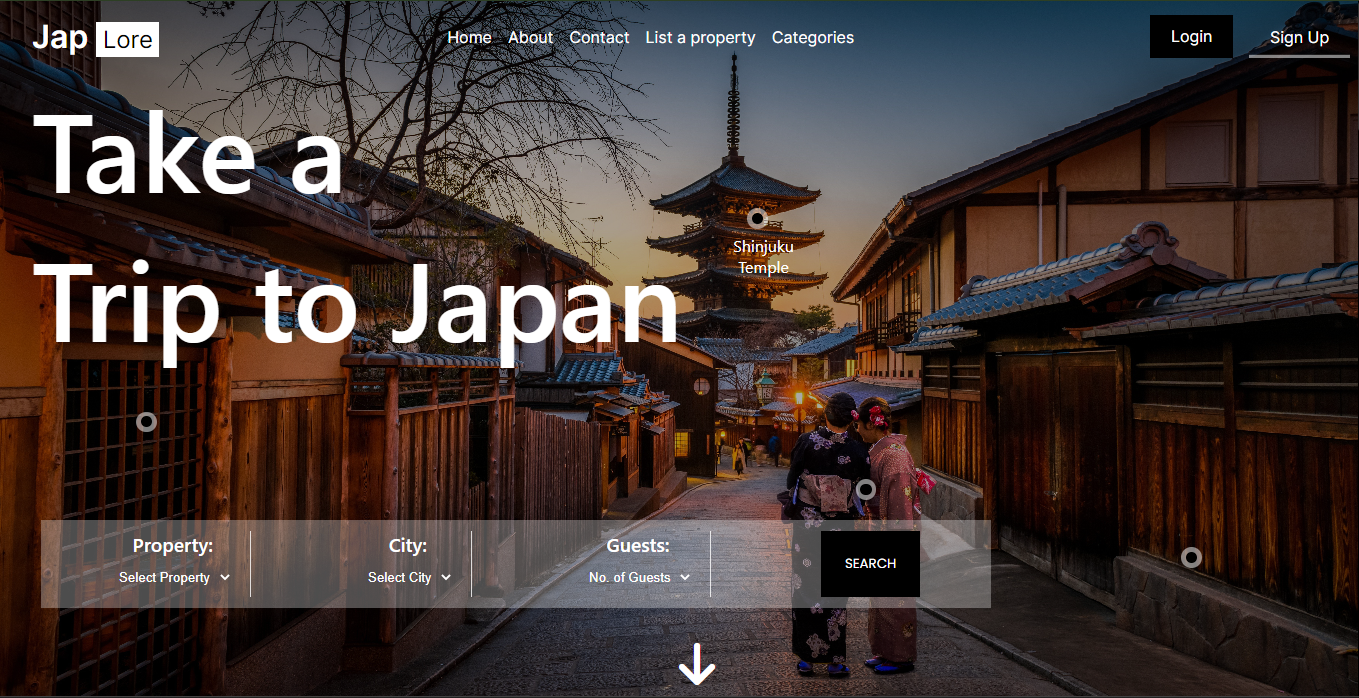 Jap Lore
Home About Contact List a property Categories
Login
Sign Up
Take a
Trip to Japan
Shinjuku
Temple
Property:
Select Property
City:
Select City
Guests:
No. of Guests
SEARCH